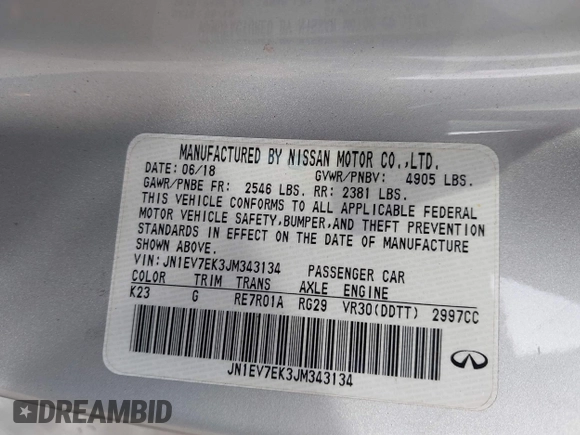 MANUFACTURED BY NISSAN MOTOR CO.,LTD.
DATE: 06/18 GVWR/PNBV: 4905 LBS.
GAWR/PNBE FR: 2546 LBS. RR: 2381 LBS.
THIS VEHICLE CONFORMS TO ALL APPLICABLE FEDERAL
MOTOR VEHICLE SAFETY,BUMPER,AND THEFT PREVENTION
STANDARDS IN EFFECT ON THE DATE OF MANUFACTURE
SHOWN ABOVE.
VIN: JN1EV7EK3JM343134 PASSENGER CAR
COLOR TRIM TRANS AXLE ENGINE
K23 G RE7R01A RG29 VR30(DDTT) 2997CC
JN1EV7EK3JM343134
DREAMBID